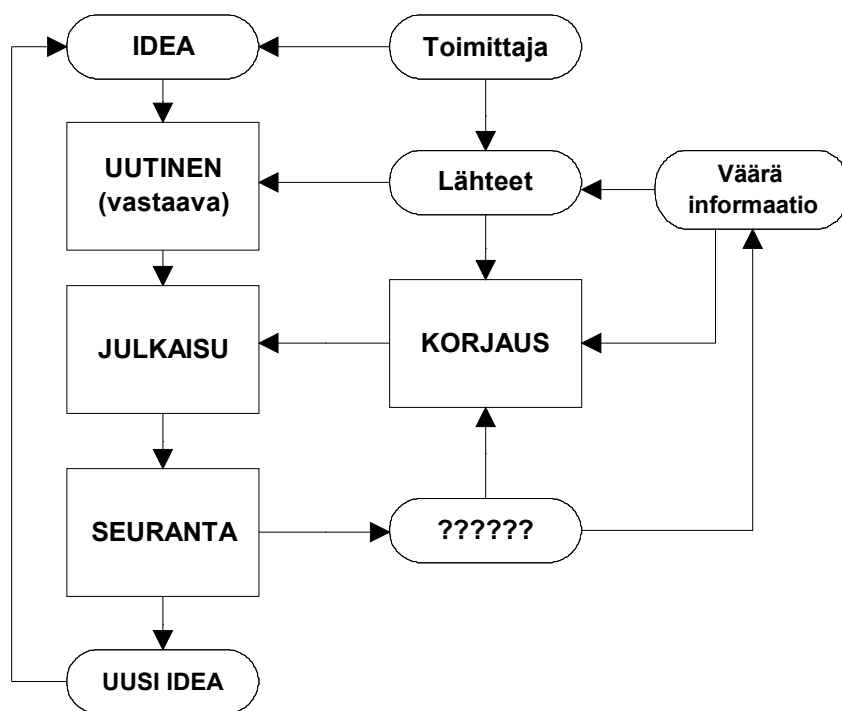 IDEA
Toimittaja
UUTINEN
(vastaava)
Lähteet
Väärä
informaatio
JULKAISU
KORJAUS
SEURANTA
??????
UUSI IDEA